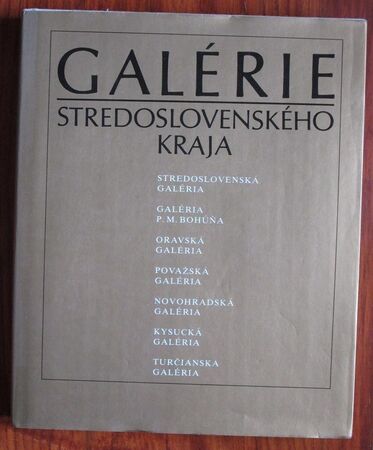 GALÉRIE
STREDOSLOVENSKÉHO
KRAJA
STREDOSLOVENSKÁ
GALÉRIA
GALÉRIA
P. M. BOHÚŇA
ORAVSKÁ
GALÉRIA
POVAŽSKÁ
GALÉRIA
NOVOHRADSKÁ
GALÉRIA
KYSUCKÁ
GALÉRIA
TURČIANSKA
GALÉRIA